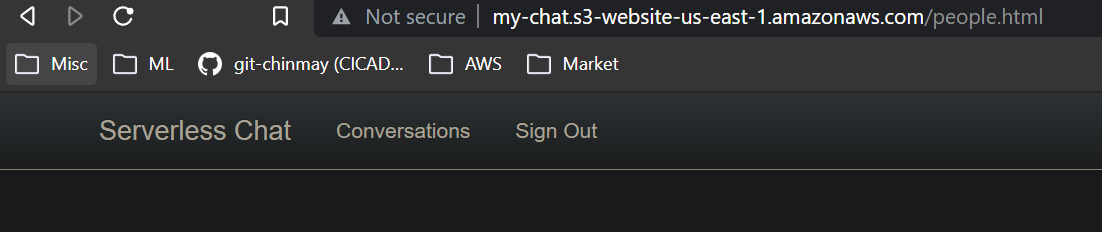 Not secure my-chat.s3-website-us-east-1.amazonaws.com/people.html
Misc ML git-chinmay (CICAD... AWS Market
Serverless Chat Conversations Sign Out